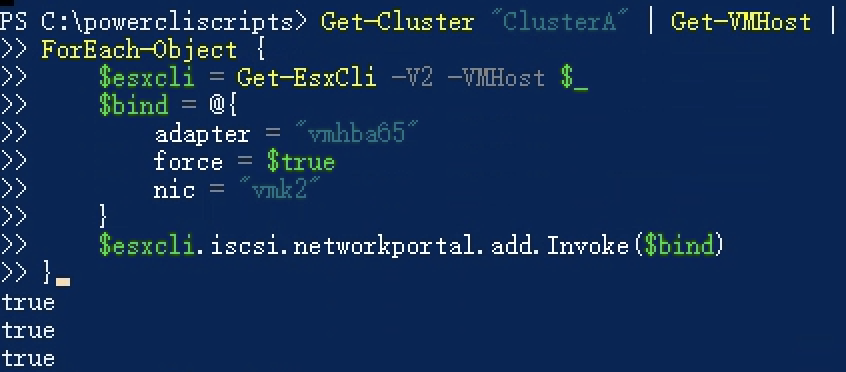 PS C:\powercliscripts> Get-Cluster "ClusterA" | Get-VMHost |
>> ForEach-Object {
>>     $esxcli = Get-EsxCli -V2 -VMHost $_
>>     $bind = @{
>>         adapter = "vmhba65"
>>         force = $true
>>         nic = "vmk2"
>>     }
>>     $esxcli.iscsi.networkportal.add.Invoke($bind)
>> }
true
true
true